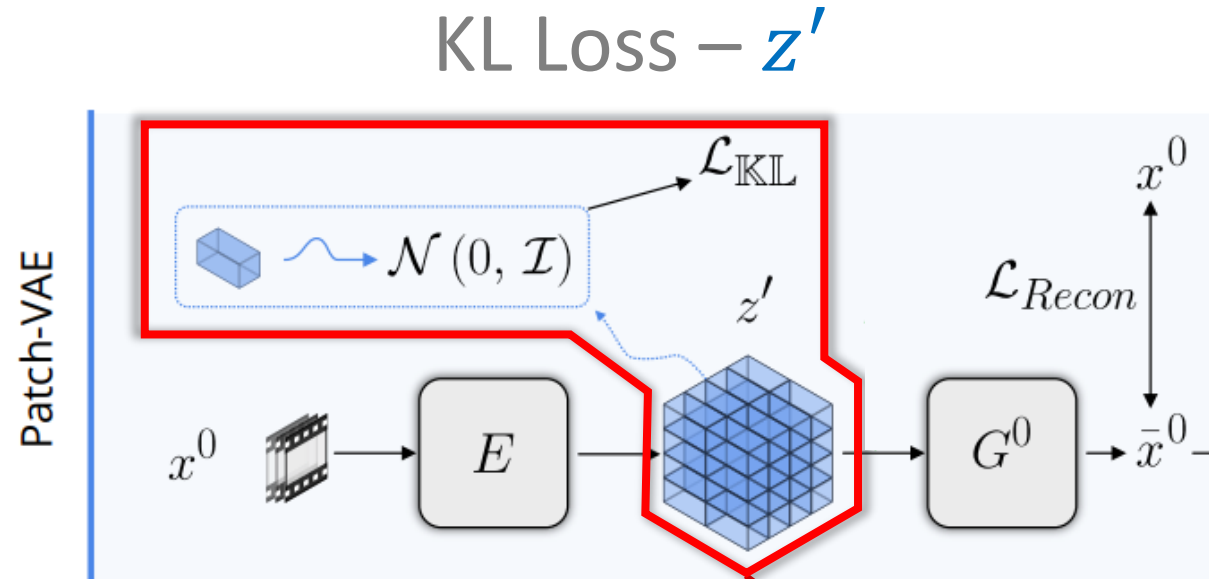 KL Loss – z′
ℒ_𝕂𝕃
𝒩 (0, ℐ)
x⁰
ℒ_Recon
z′
Patch-VAE
x⁰
E
G⁰
x̄⁰